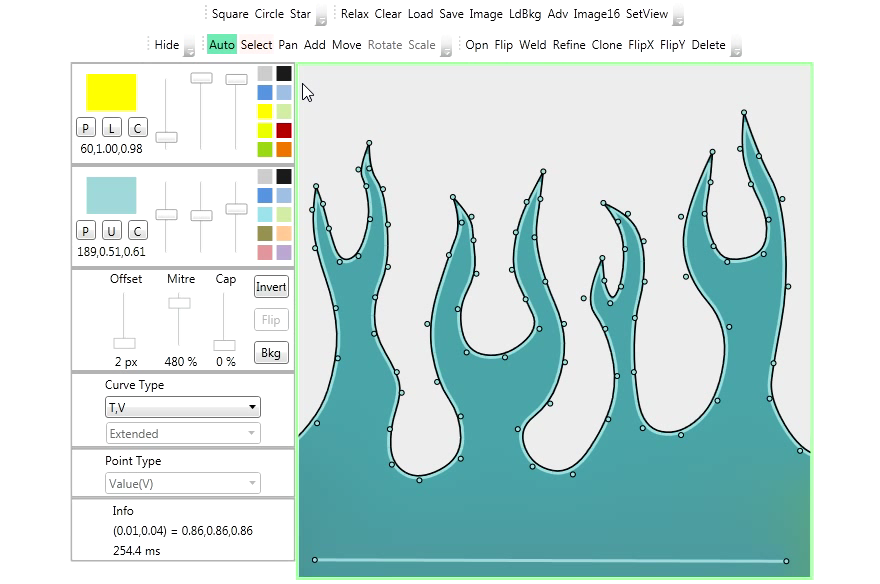 Square Circle Star Relax Clear Load Save Image LdBkg Adv Image16 SetView
Hide Auto Select Pan Add Move Rotate Scale Opn Flip Weld Refine Clone FlipX FlipY Delete
P L C
60,1.00,0.98
P U C
189,0.51,0.61
Offset Mitre Cap
Invert
Flip
Bkg
2 px 480 % 0 %
Curve Type
T,V
Extended
Point Type
Value(V)
Info
(0.01,0.04) = 0.86,0.86,0.86
254.4 ms